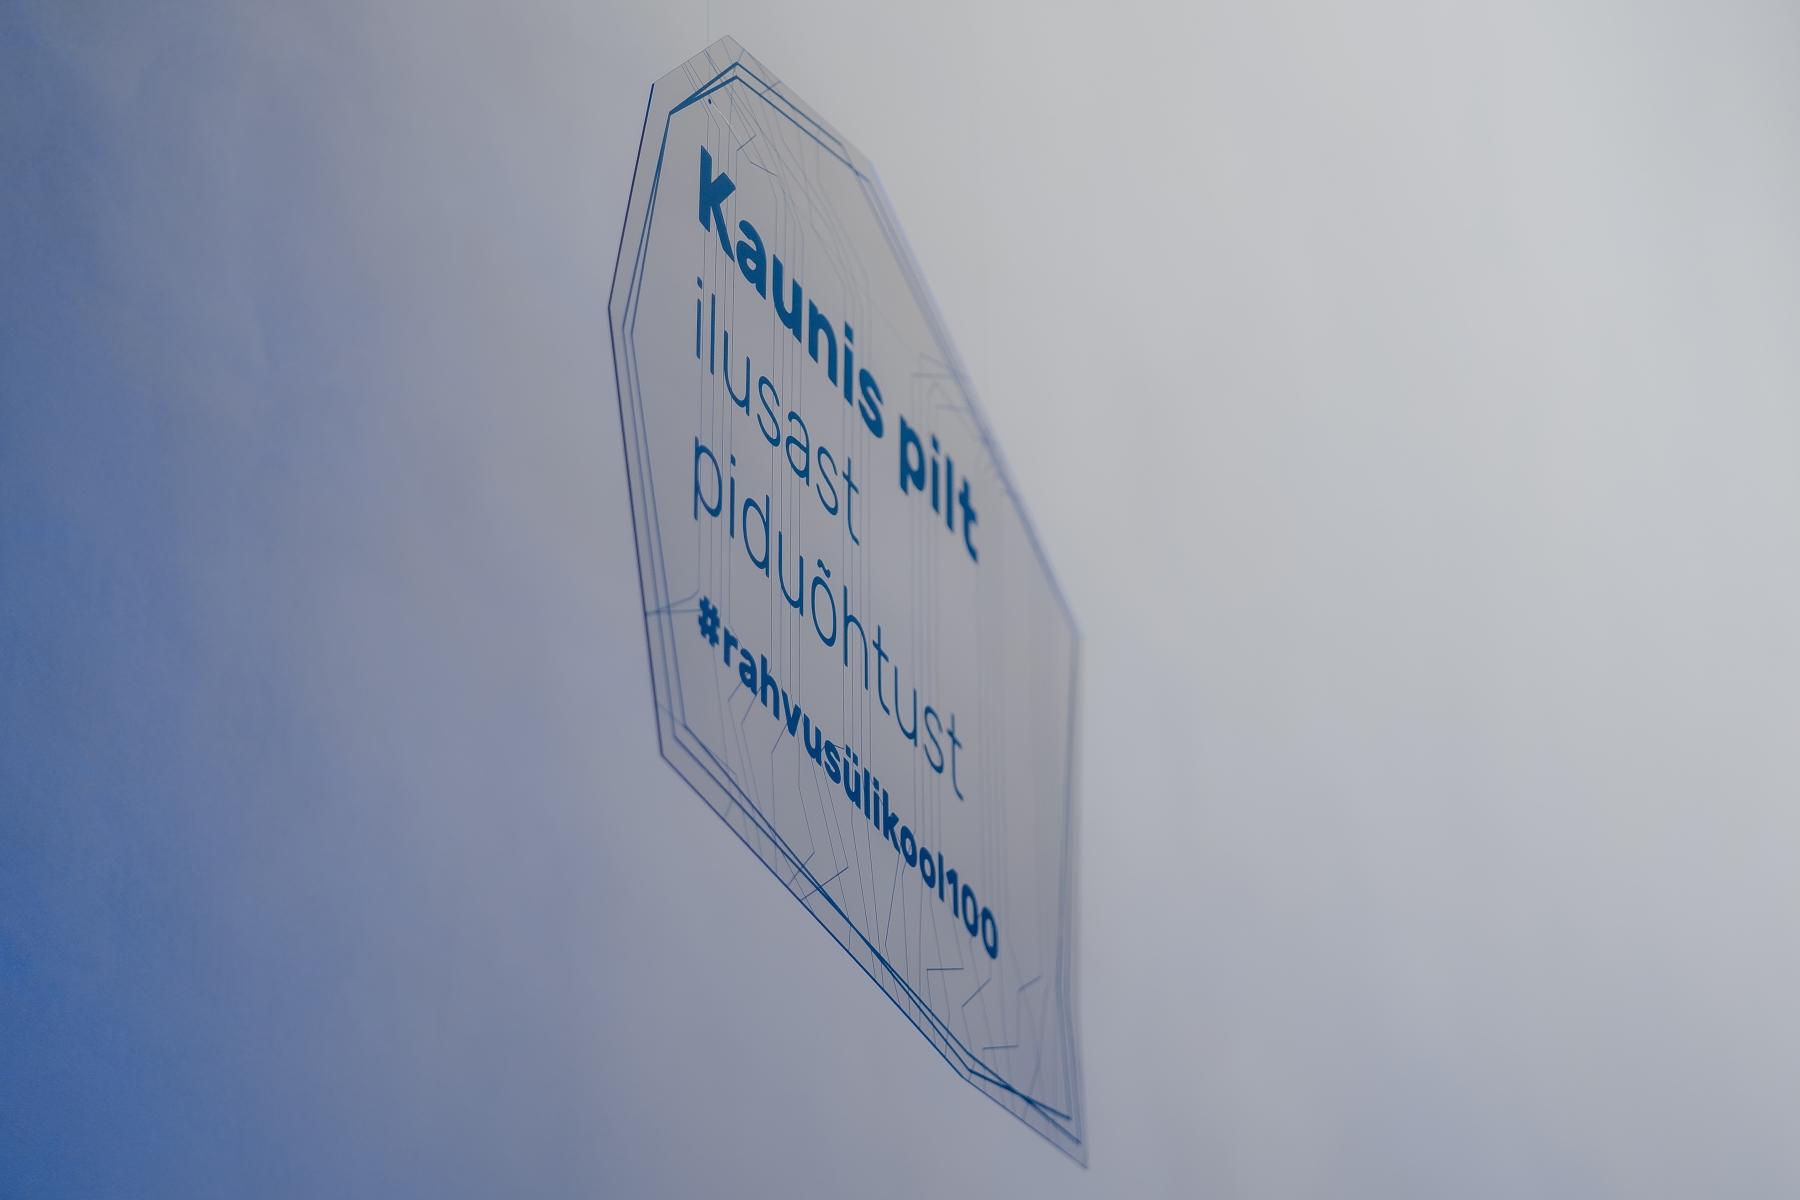 Kaunis pilt
ilusast
piduõhtust
#rahvusülikool100